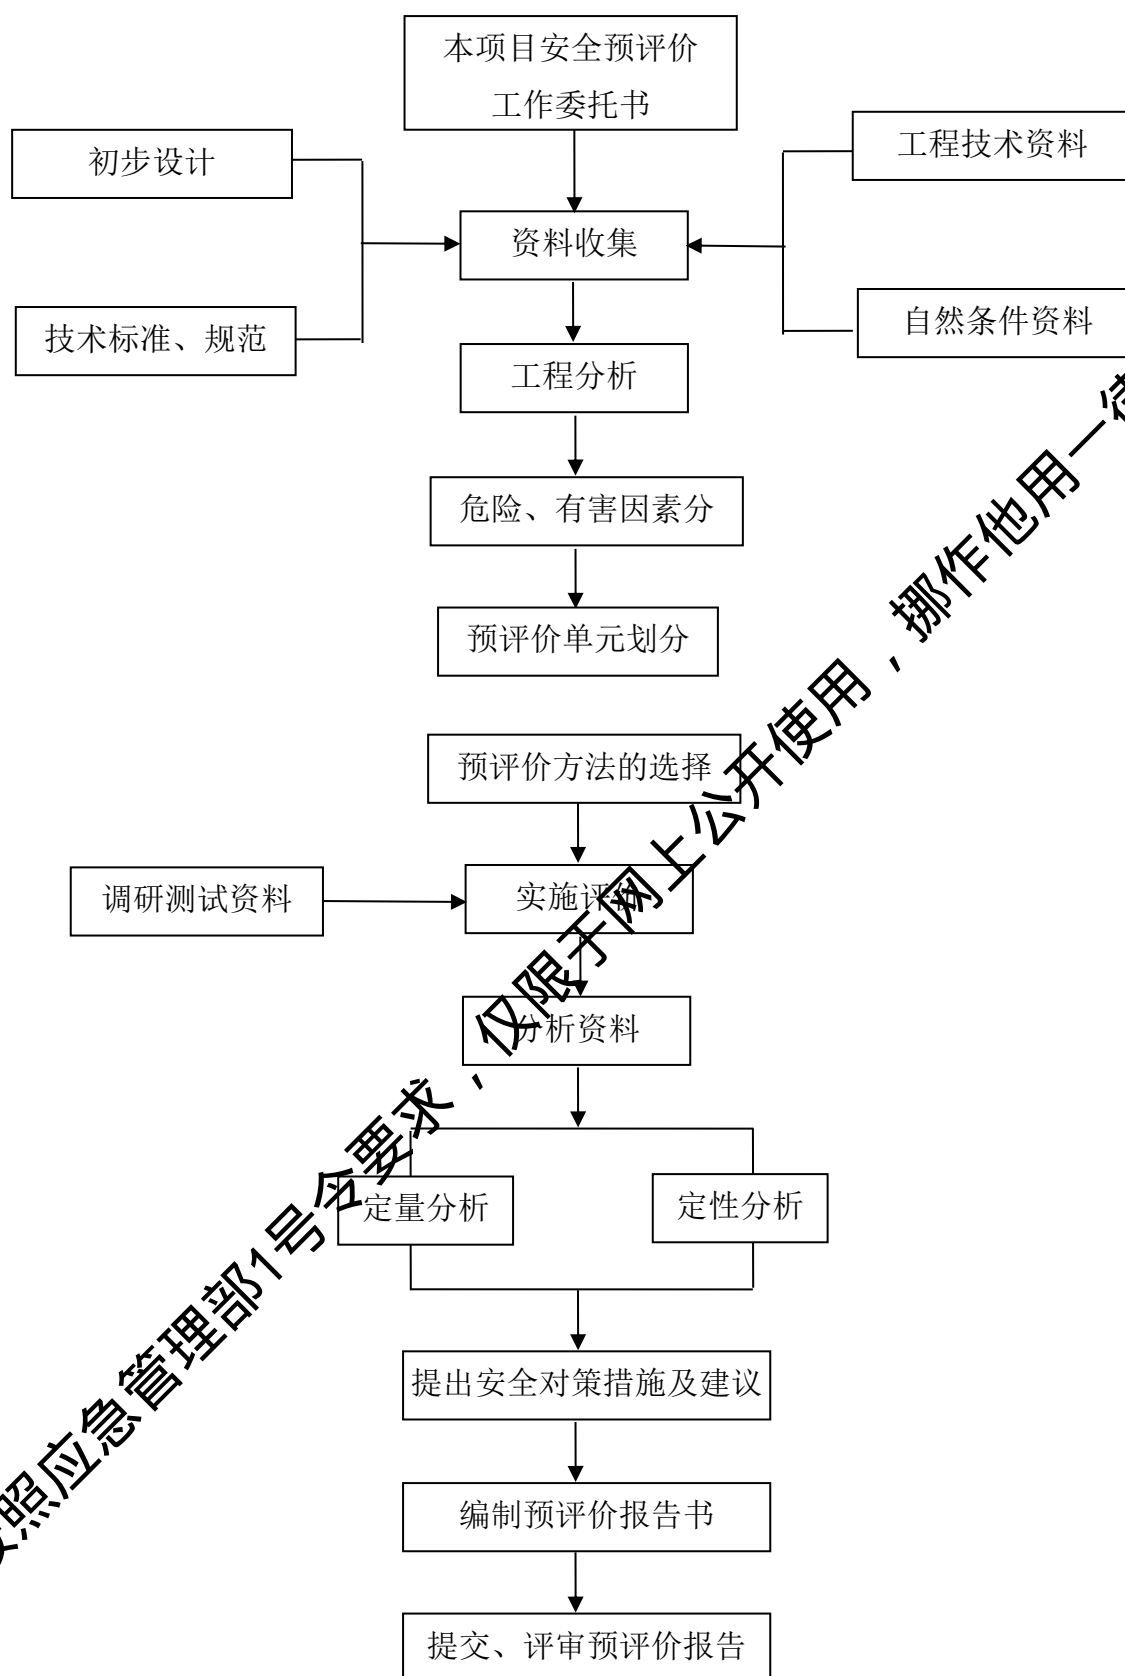 本项目安全预评价
工作委托书
初步设计
工程技术资料
资料收集
技术标准、规范
自然条件资料
工程分析
危险、有害因素分
预评价单元划分
预评价方法的选择
调研测试资料
实施评价
分析资料
定量分析
定性分析
提出安全对策措施及建议
编制预评价报告书
提交、评审预评价报告
照应急管理部1号令要求，仅限于网上公开使用，挪作他用一